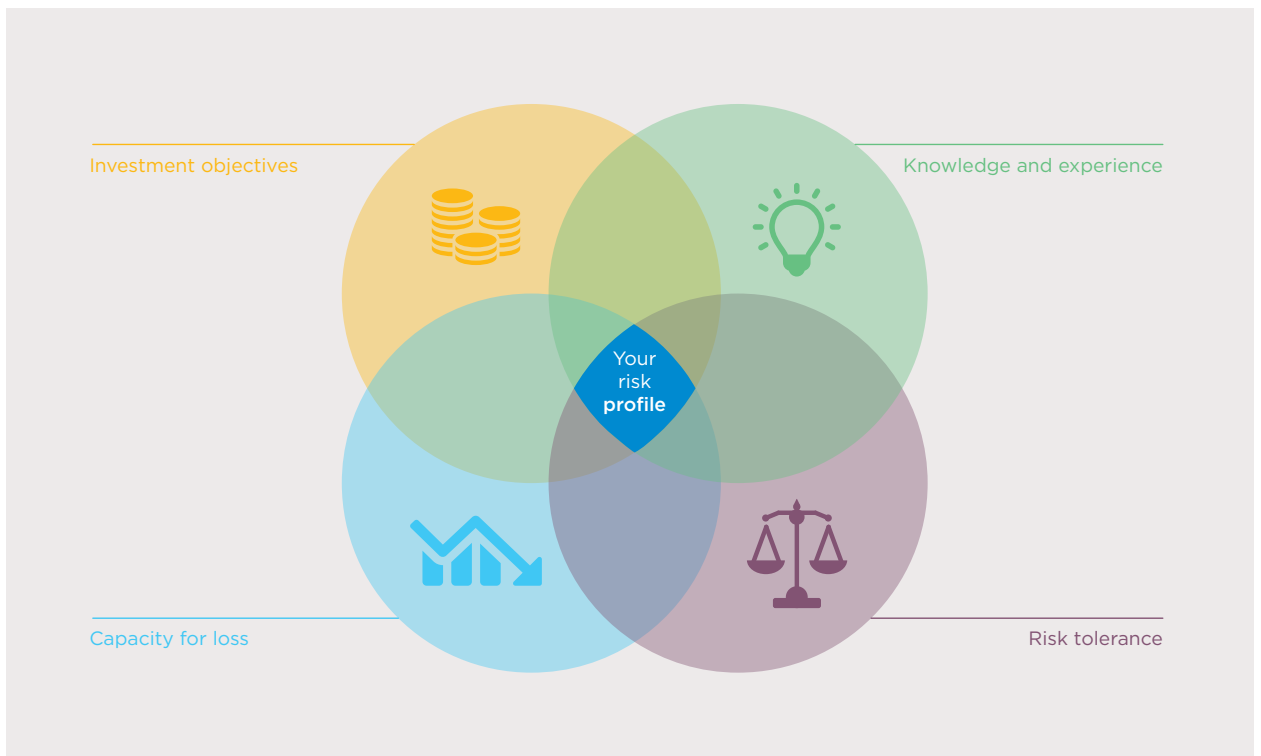 Investment objectives
Knowledge and experience
Your
risk
profile
Capacity for loss
Risk tolerance